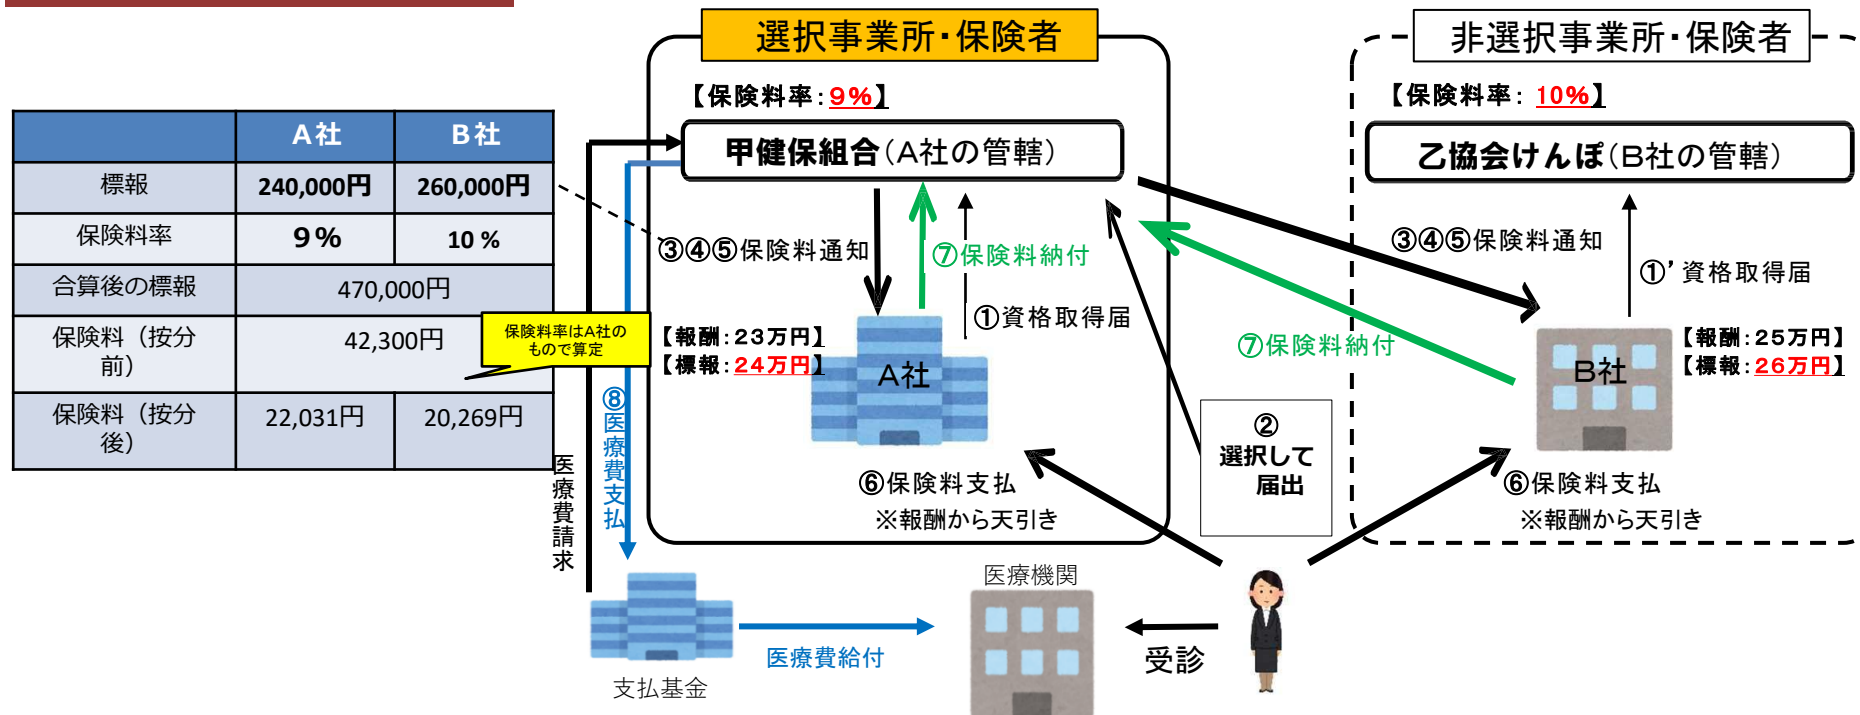 選択事業所・保険者
非選択事業所・保険者
【保険料率：9%】
【保険料率： 10%】
甲健保組合（A社の管轄）
乙協会けんぽ（B社の管轄）
A社 B社
標報 240,000円 260,000円
保険料率 9% 10 %
合算後の標報 470,000円
保険料（按分前） 42,300円
保険料（按分後） 22,031円 20,269円
保険料率はA社の
もので算定
③④⑤保険料通知
⑦保険料納付
①資格取得届
③④⑤保険料通知
①’資格取得届
【報酬：23万円】
【標報：24万円】
A社
⑦保険料納付
B社
【報酬：25万円】
【標報：26万円】
②
選択して
届出
⑥保険料支払
※報酬から天引き
⑥保険料支払
※報酬から天引き
医療費請求
⑧医療費支払
支払基金
医療費給付
医療機関
受診